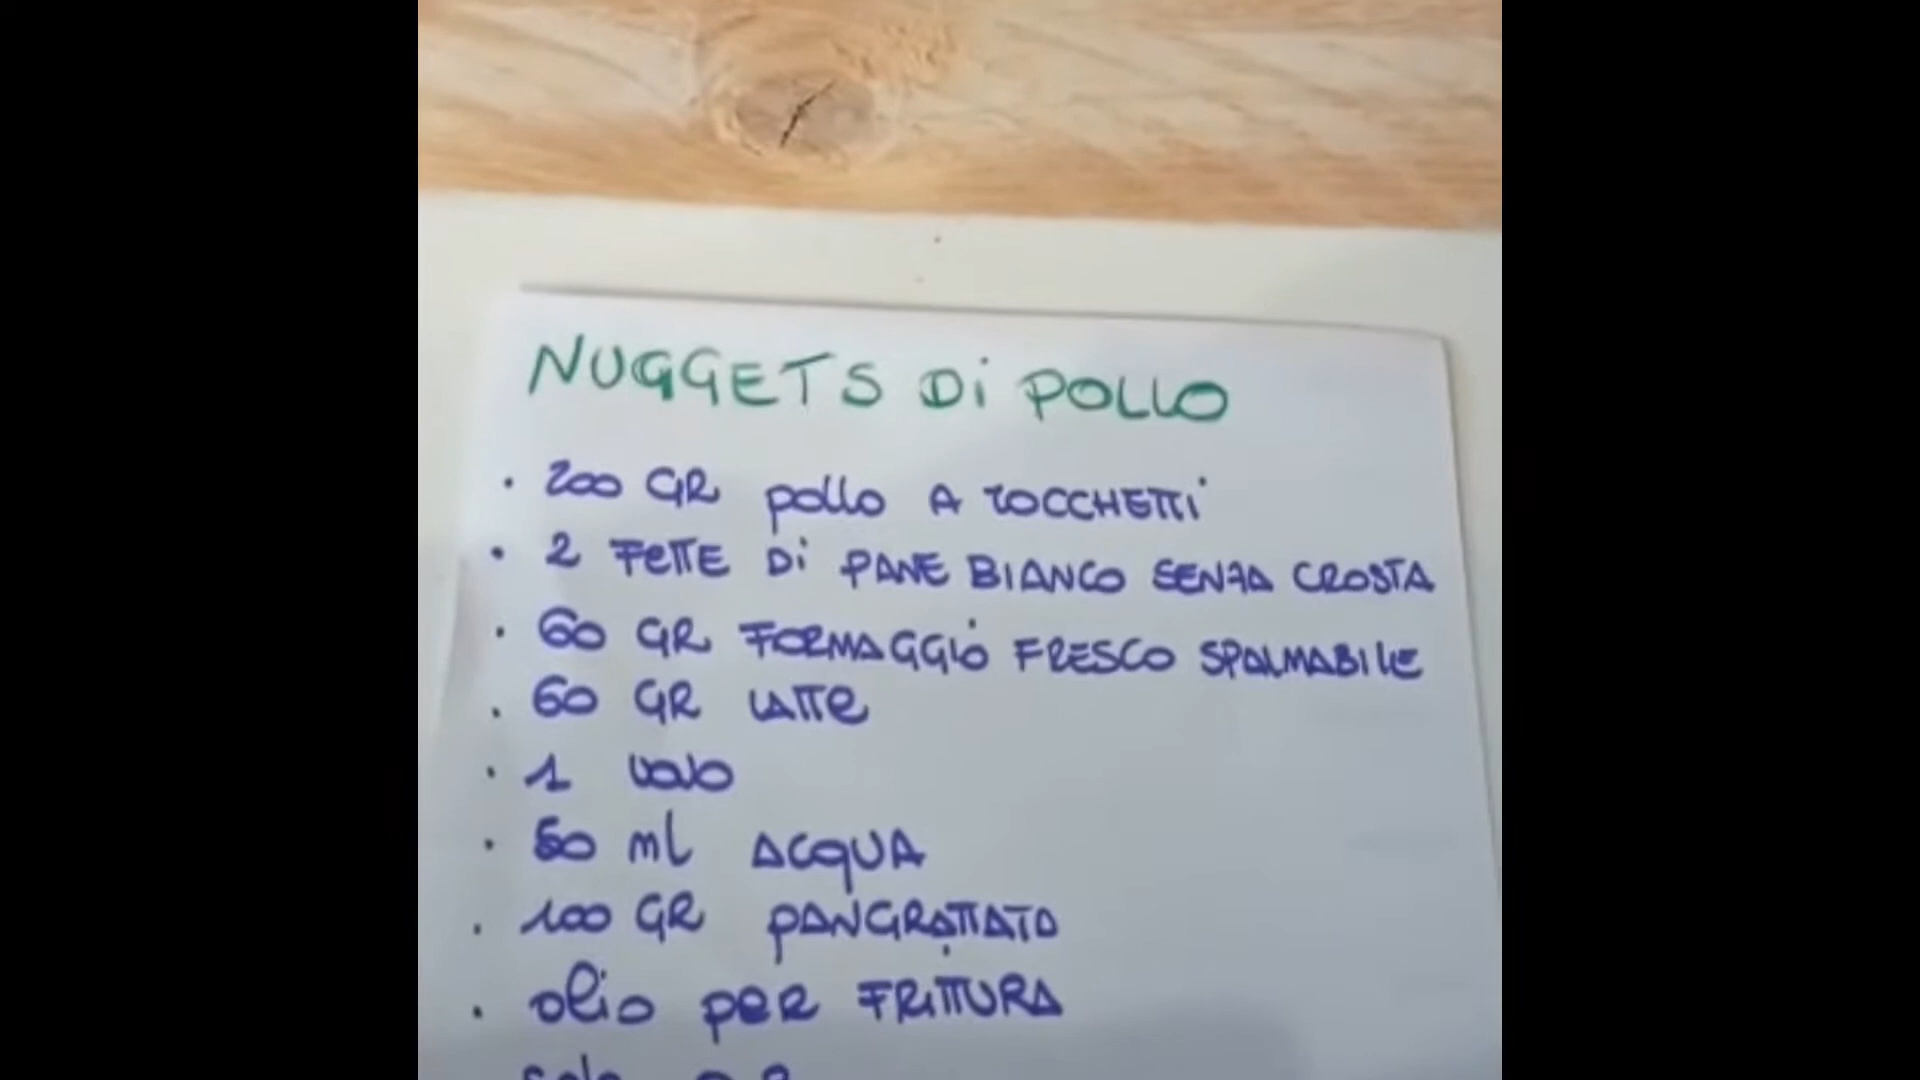 NUGGETS Di POLLO
• 200 GR pollo A TOCCHETTi
• 2 FeTTE Di PANE BIANCO SENZA CROSTA
• 60 GR FORMAGGiO FRESCO SPALMABILE
• 60 GR LATTe
• 1 uovo
• 50 ml ACqUA
• 100 GR PANGRATTATO
• olio per FRiTTURA